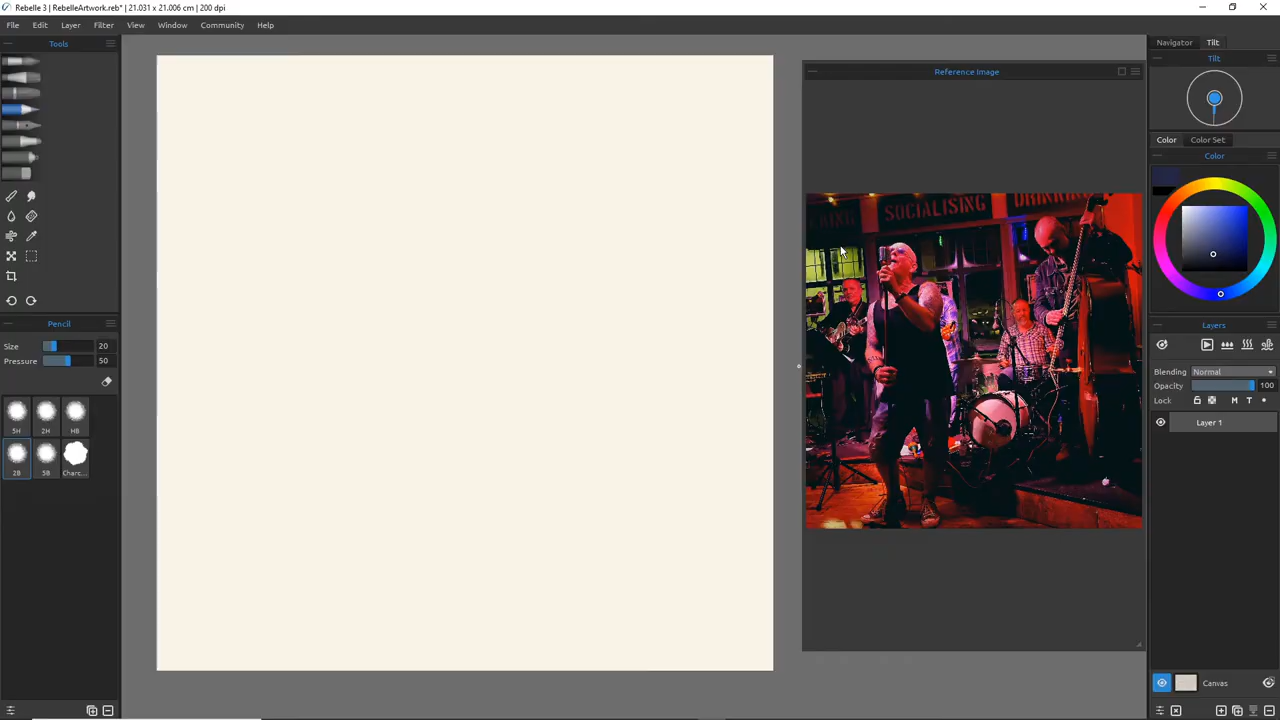 Rebelle 3 | RebelleArtwork.reb* | 21.031 x 21.006 cm | 200 dpi
File Edit Layer Filter View Window Community Help
Tools
Reference Image
Navigator Tilt
Tilt
Color Color Set
Color
SOCIALISING
DRINKING
Pencil
Size 20
Pressure 50
5H 2H HB
2B 5B Charc...
Layers
Blending Normal
Opacity 100
Lock M T
Layer 1
Canvas